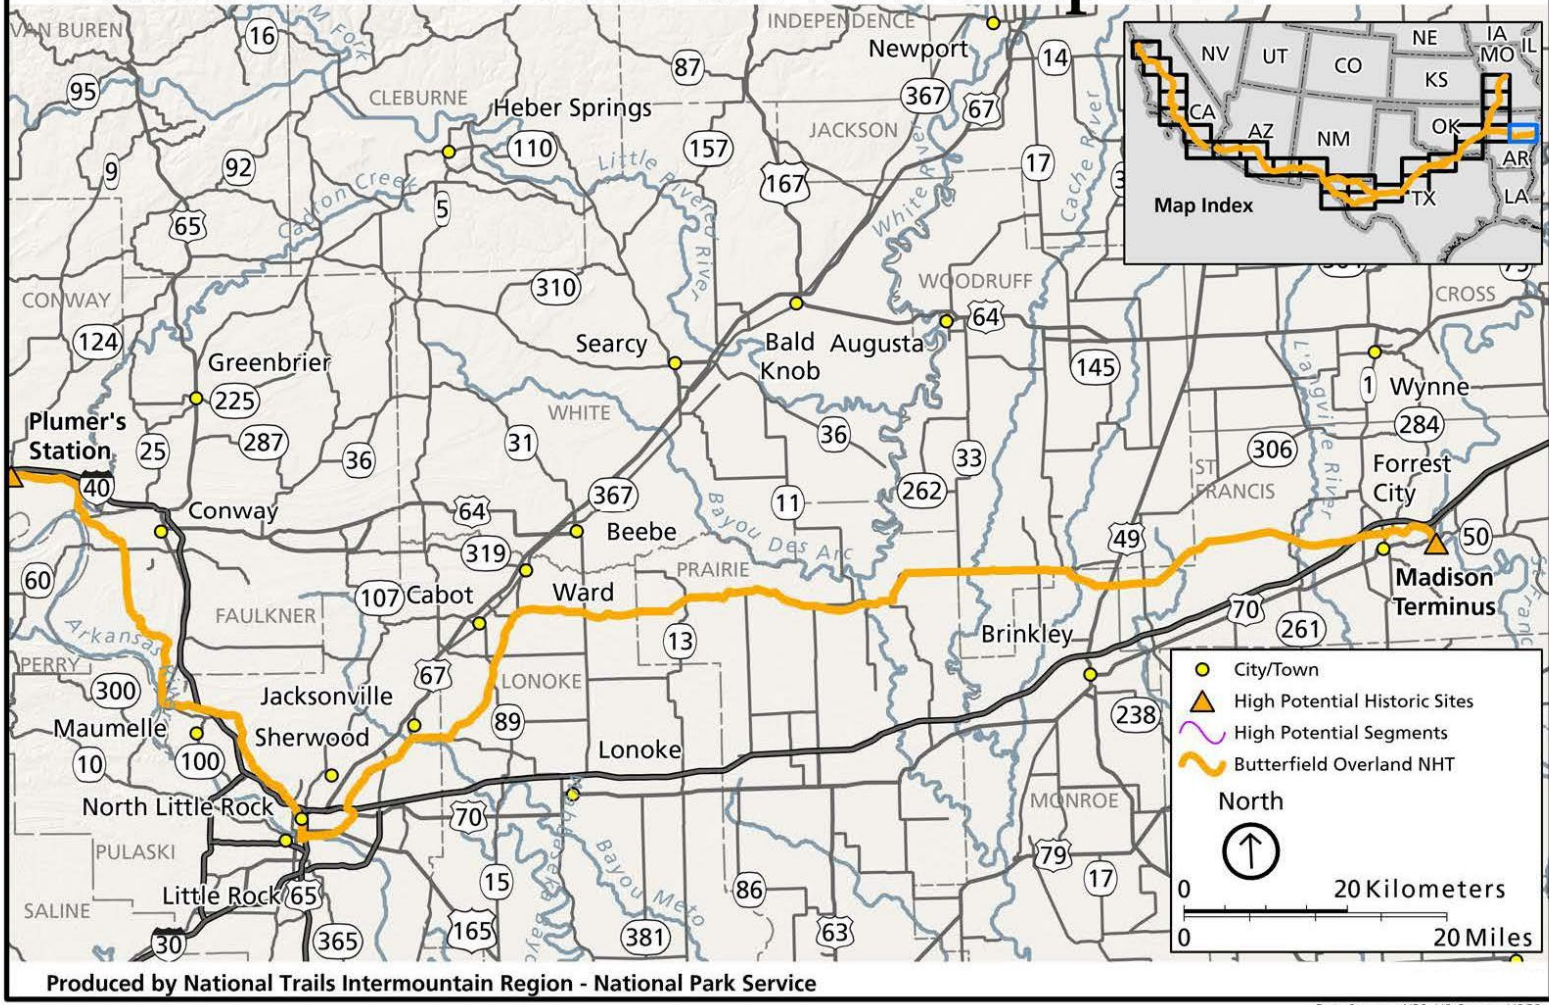 VAN BUREN
16
M Fork
INDEPENDENCE
Newport
14
87
95
CLEBURNE
Heber Springs
367
67
JACKSON
110
157
9
92
Little River
17
167
Cadron Creek
5
65
Little Red River
White River
Cache River
NV
UT
CO
NE
KS
IA
MO
IL
CA
AZ
NM
OK
AR
TX
LA
Map Index
CONWAY
310
WOODRUFF
CROSS
124
64
Searcy
Bald
Knob
Augusta
Greenbrier
145
225
WHITE
1
Wynne
Plumer's
Station
25
287
36
31
36
33
306
284
L'anguille River
ST
FRANCIS
Forrest
City
40
Conway
64
367
11
262
Beebe
Bayou Des Arc
49
50
319
60
107
Cabot
Ward
PRAIRIE
Madison
Terminus
FAULKNER
70
261
Arkansas River
13
Brinkley
PERRY
67
LONOKE
300
Jacksonville
Maumelle
Sherwood
89
238
10
100
Lonoke
North Little Rock
70
MONROE
PULASKI
79
Little Rock
65
15
86
17
SALINE
Bayou Meto
30
365
165
381
63
City/Town
High Potential Historic Sites
High Potential Segments
Butterfield Overland NHT
North
0 20 Kilometers
0 20 Miles
Produced by National Trails Intermountain Region - National Park Service